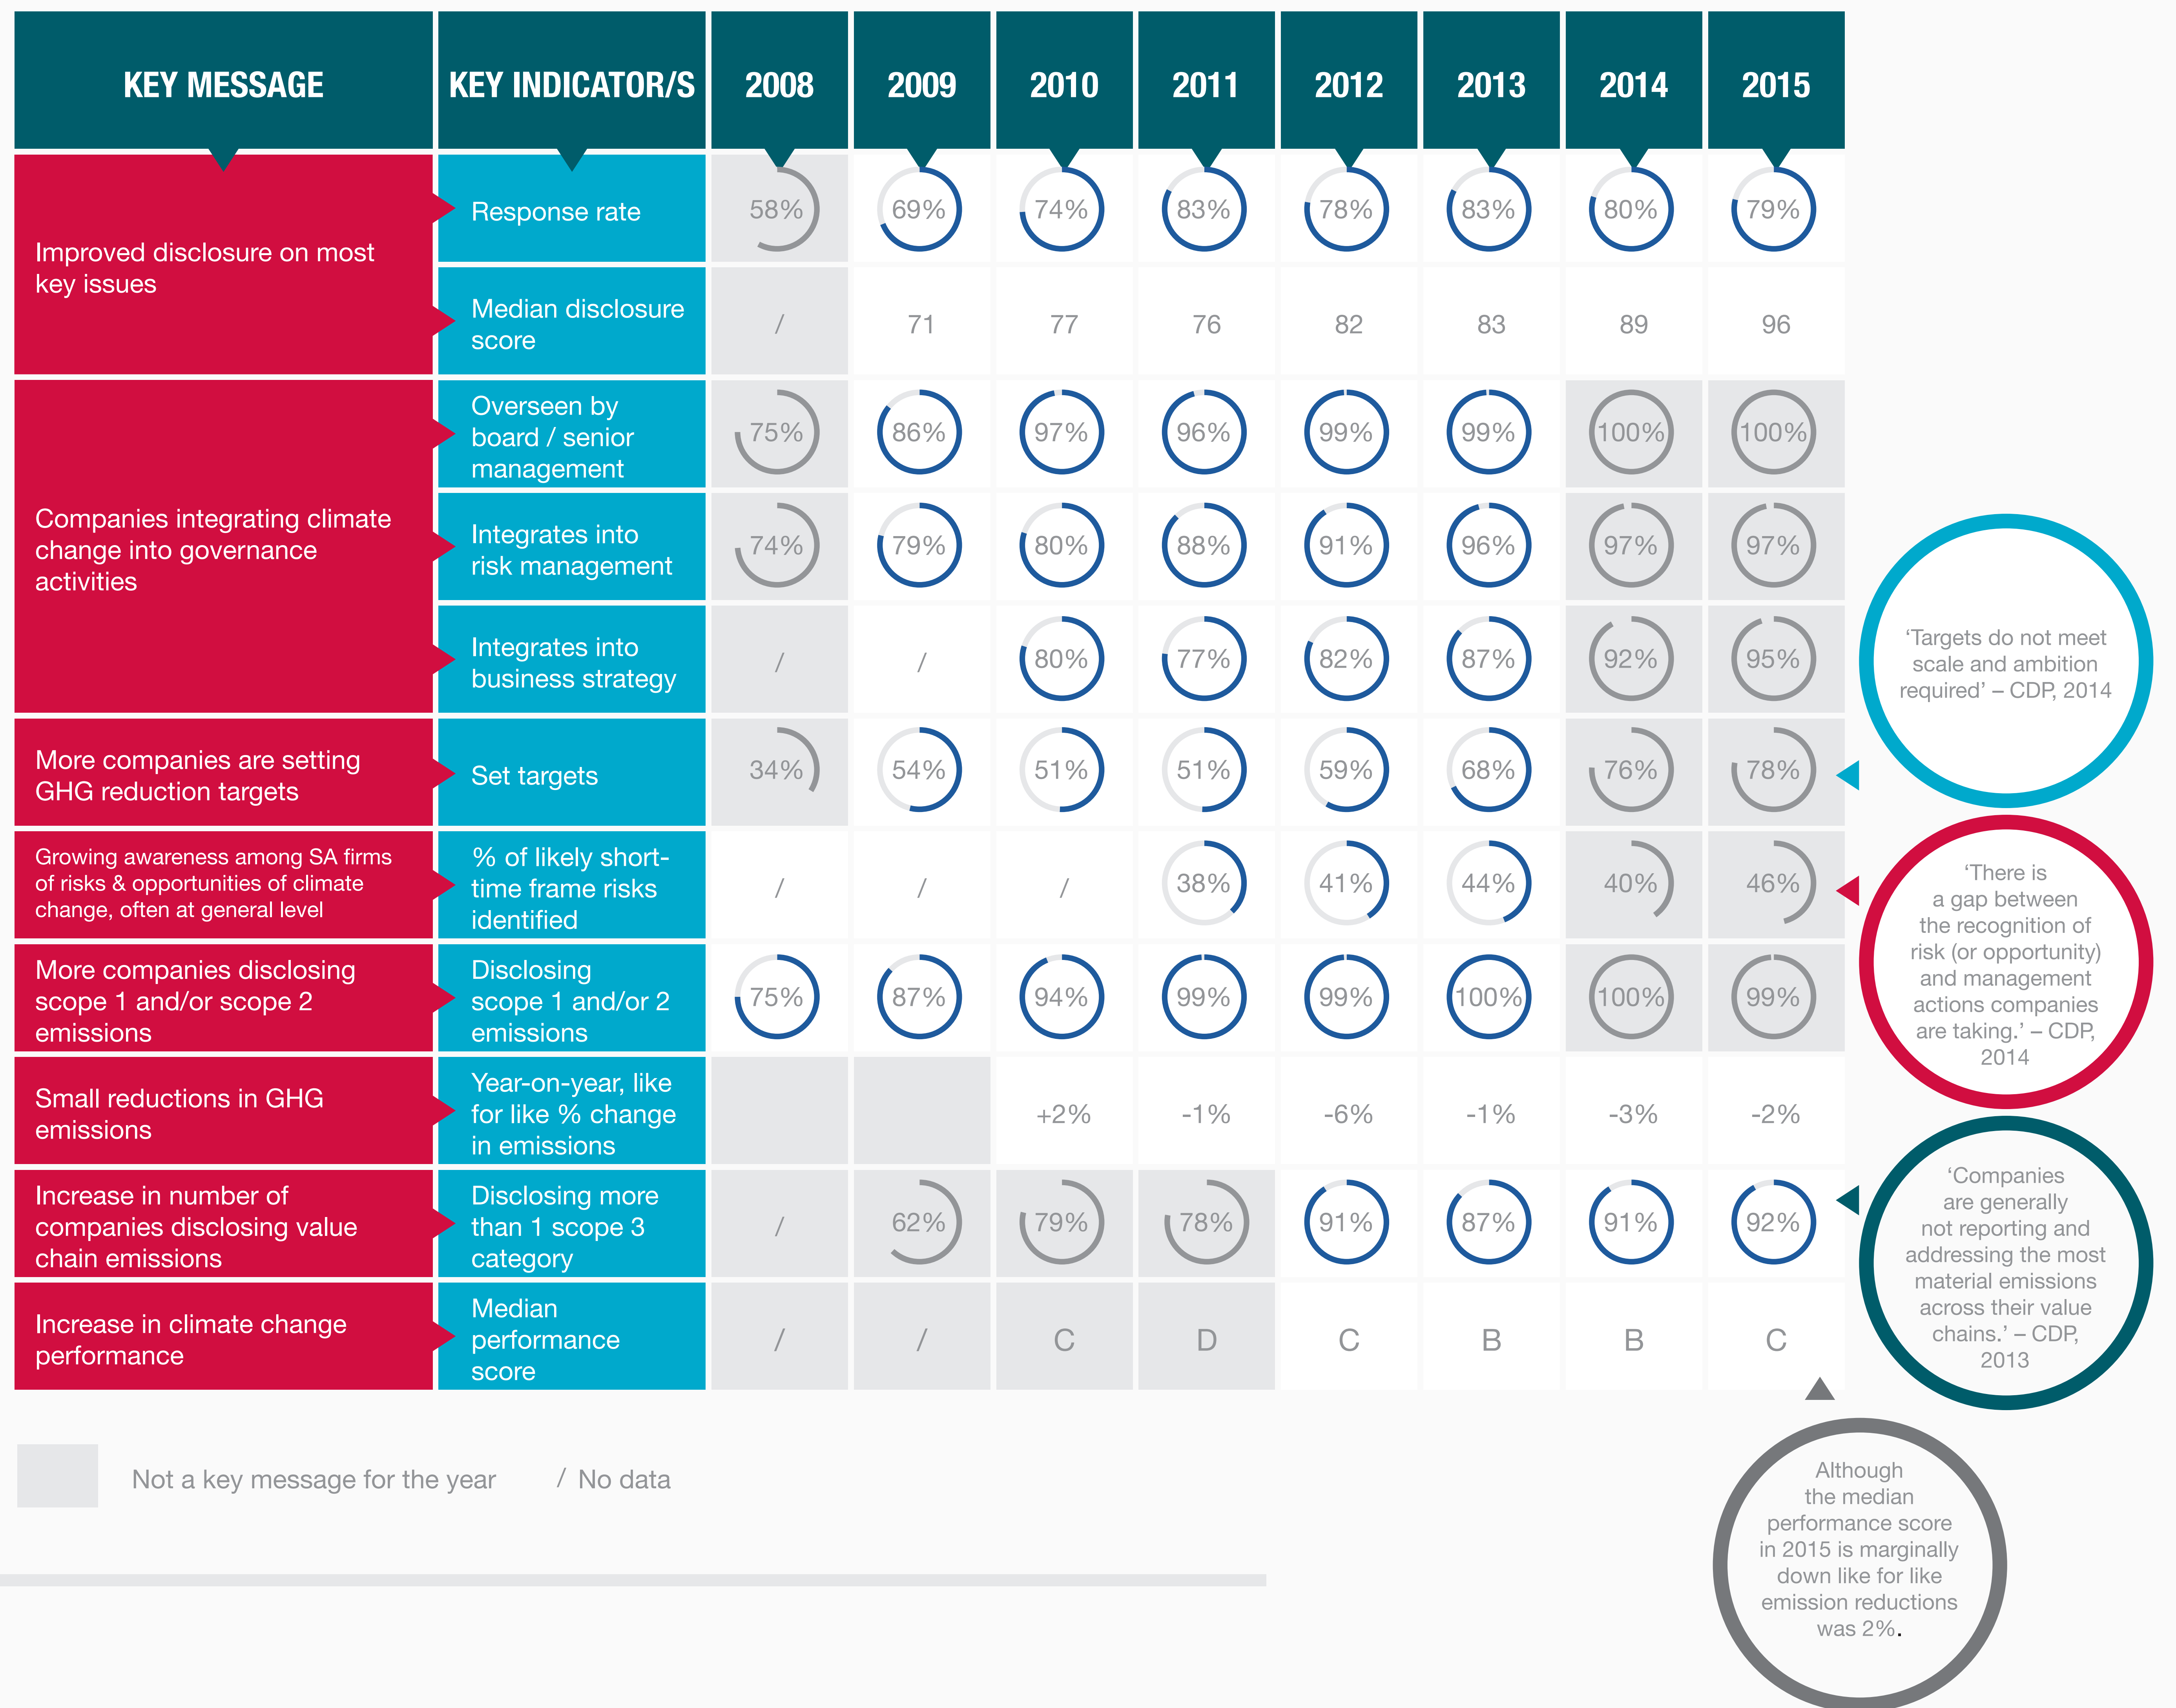 KEY MESSAGE KEY INDICATOR/S 2008 2009 2010 2011 2012 2013 2014 2015
Improved disclosure on most
key issues
Response rate
58% 69% 74% 83% 78% 83% 80% 79%
Median disclosure
score
/ 71 77 76 82 83 89 96
Companies integrating climate
change into governance
activities
Overseen by
board / senior
management
75% 86% 97% 96% 99% 99% 100% 100%
Integrates into
risk management
74% 79% 80% 88% 91% 96% 97% 97%
Integrates into
business strategy
/ / 80% 77% 82% 87% 92% 95%
More companies are setting
GHG reduction targets
Set targets
34% 54% 51% 51% 59% 68% 76% 78%
Growing awareness among SA firms
of risks & opportunities of climate
change, often at general level
% of likely short-
time frame risks
identified
/ / / 38% 41% 44% 40% 46%
More companies disclosing
scope 1 and/or scope 2
emissions
Disclosing
scope 1 and/or 2
emissions
75% 87% 94% 99% 99% 100% 100% 99%
Small reductions in GHG
emissions
Year-on-year, like
for like % change
in emissions
+2% -1% -6% -1% -3% -2%
Increase in number of
companies disclosing value
chain emissions
Disclosing more
than 1 scope 3
category
/ 62% 79% 78% 91% 87% 91% 92%
Increase in climate change
performance
Median
performance
score
/ / C D C B B C
‘Targets do not meet
scale and ambition
required’ – CDP, 2014
‘There is
a gap between
the recognition of
risk (or opportunity)
and management
actions companies
are taking.’ – CDP,
2014
‘Companies
are generally
not reporting and
addressing the most
material emissions
across their value
chains.’ – CDP,
2013
Not a key message for the year / No data
Although
the median
performance score
in 2015 is marginally
down like for like
emission reductions
was 2%.